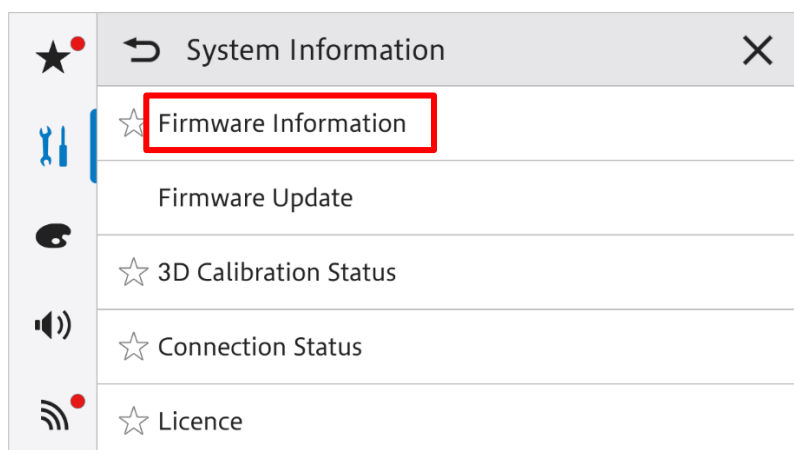 System Information
Firmware Information
Firmware Update
3D Calibration Status
Connection Status
Licence